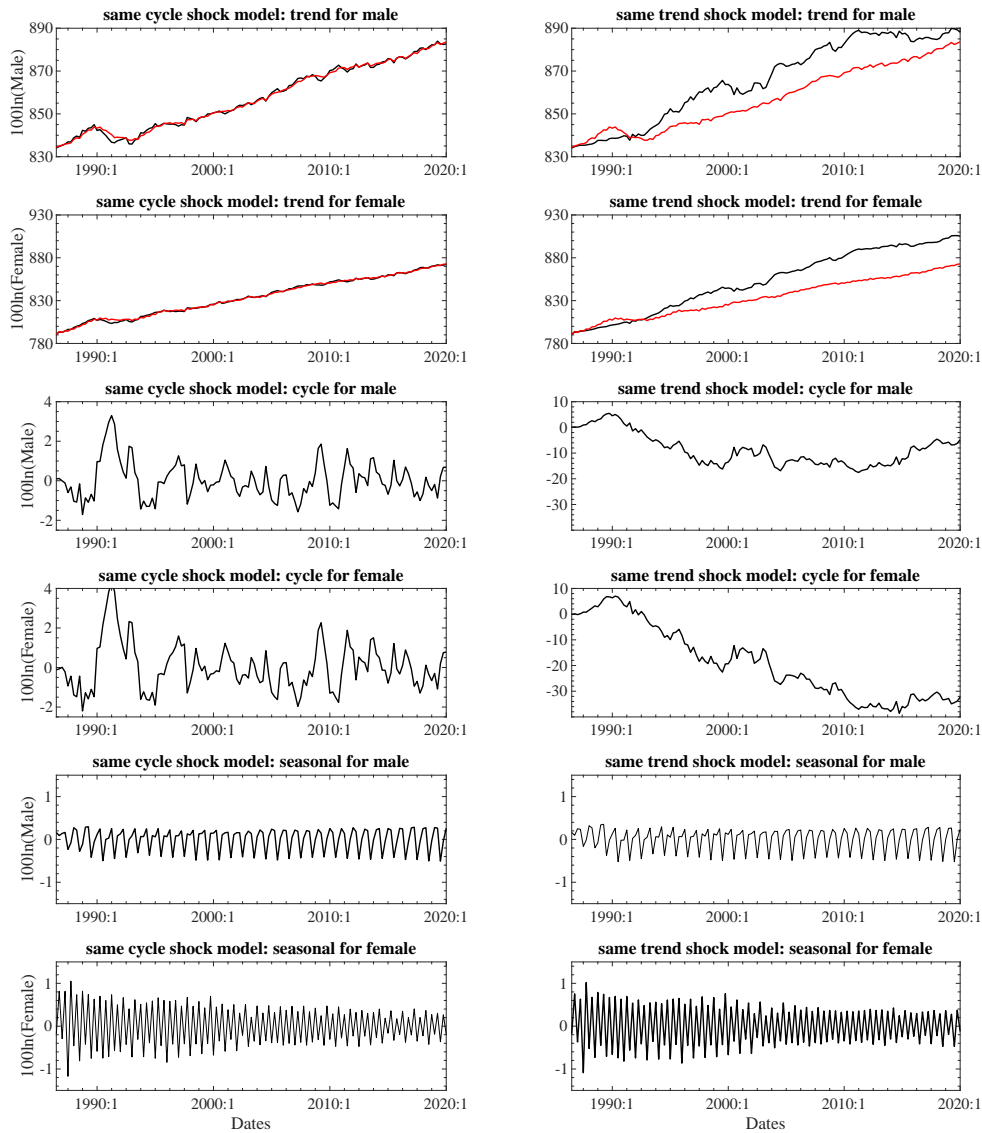 same cycle shock model: trend for male
100ln(Male)
890
870
850
830
1990:1 2000:1 2010:1 2020:1
same trend shock model: trend for male
890
870
850
830
1990:1 2000:1 2010:1 2020:1
same cycle shock model: trend for female
100ln(Female)
930
880
830
780
1990:1 2000:1 2010:1 2020:1
same trend shock model: trend for female
930
880
830
780
1990:1 2000:1 2010:1 2020:1
same cycle shock model: cycle for male
100ln(Male)
4
2
0
-2
1990:1 2000:1 2010:1 2020:1
same trend shock model: cycle for male
10
0
-10
-20
-30
1990:1 2000:1 2010:1 2020:1
same cycle shock model: cycle for female
100ln(Female)
4
2
0
-2
1990:1 2000:1 2010:1 2020:1
same trend shock model: cycle for female
10
0
-10
-20
-30
1990:1 2000:1 2010:1 2020:1
same cycle shock model: seasonal for male
100ln(Male)
1
0
-1
1990:1 2000:1 2010:1 2020:1
same trend shock model: seasonal for male
1
0
-1
1990:1 2000:1 2010:1 2020:1
same cycle shock model: seasonal for female
100ln(Female)
1
0
-1
1990:1 2000:1 2010:1 2020:1
Dates
same trend shock model: seasonal for female
1
0
-1
1990:1 2000:1 2010:1 2020:1
Dates